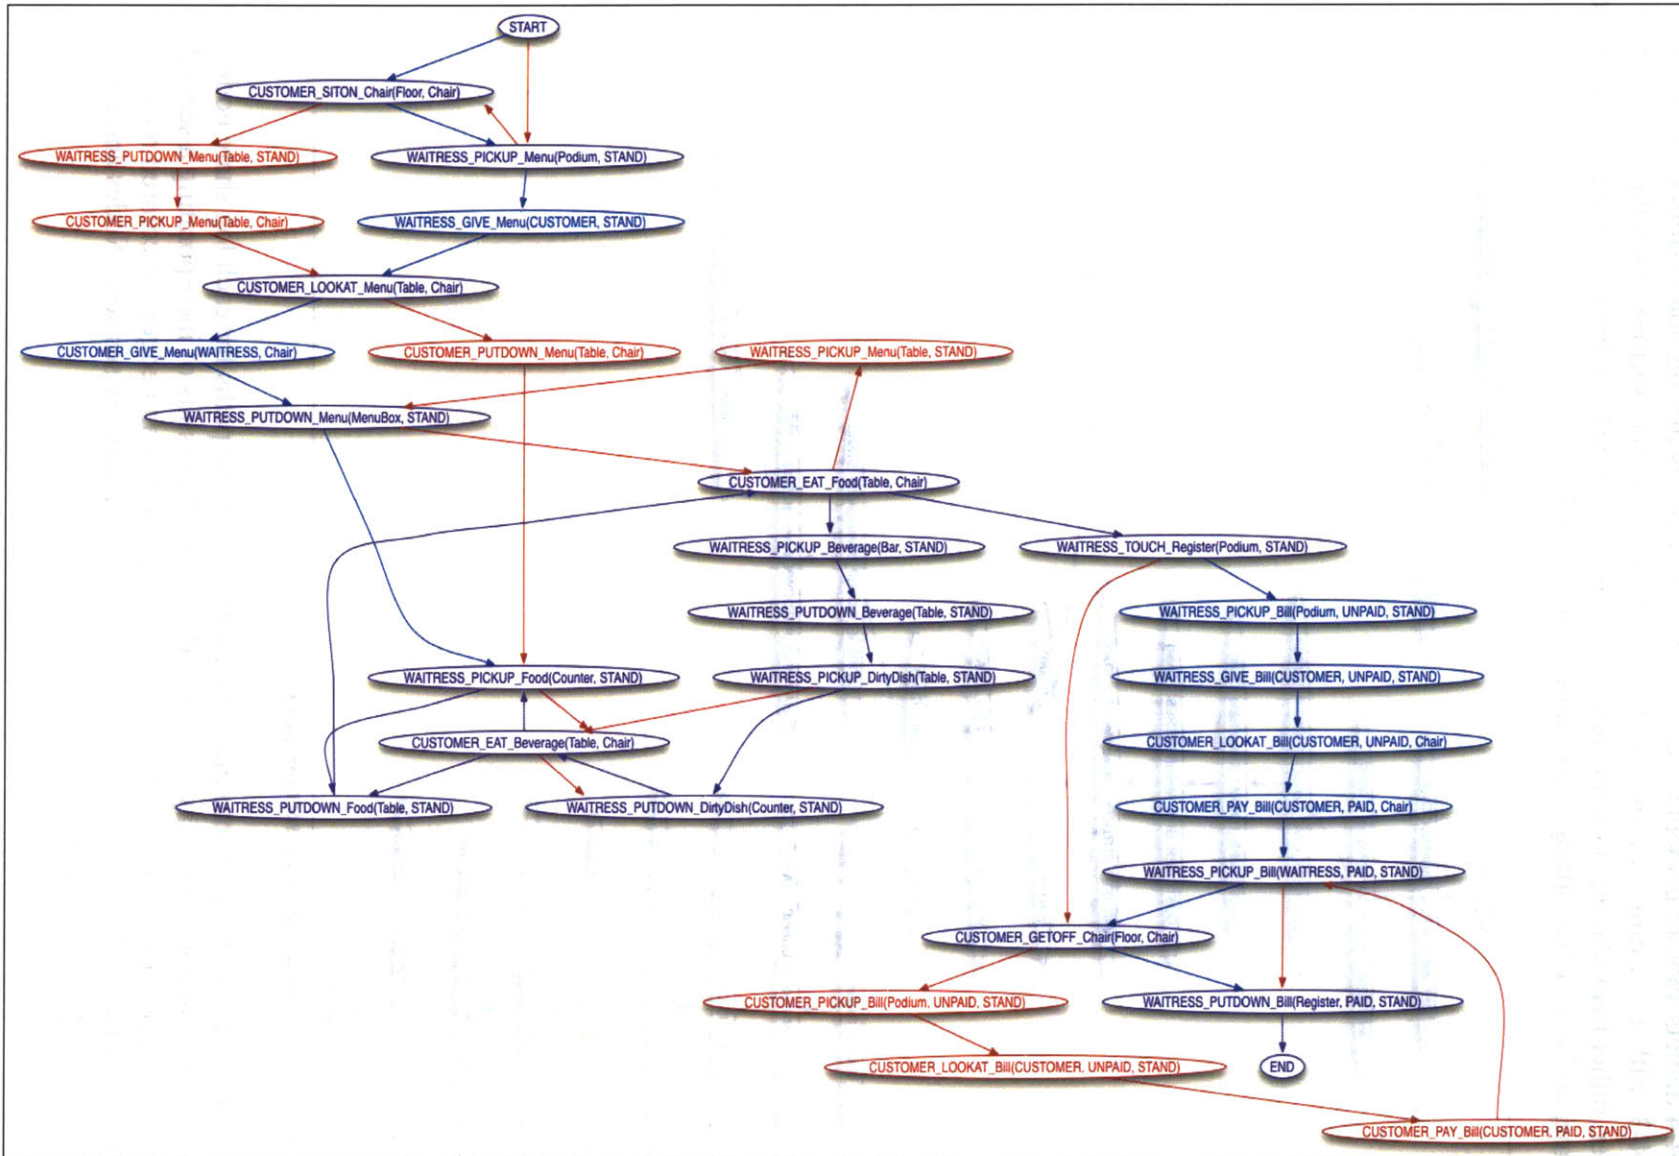 START
CUSTOMER_SITON_Chair(Floor, Chair)
WAITRESS_PUTDOWN_Menu(Table, STAND)
WAITRESS_PICKUP_Menu(Podium, STAND)
CUSTOMER_PICKUP_Menu(Table, Chair)
WAITRESS_GIVE_Menu(CUSTOMER, STAND)
CUSTOMER_LOOKAT_Menu(Table, Chair)
CUSTOMER_GIVE_Menu(WAITRESS, Chair)
CUSTOMER_PUTDOWN_Menu(Table, Chair)
WAITRESS_PICKUP_Menu(Table, STAND)
WAITRESS_PUTDOWN_Menu(MenuBox, STAND)
CUSTOMER_EAT_Food(Table, Chair)
WAITRESS_PICKUP_Beverage(Bar, STAND)
WAITRESS_TOUCH_Register(Podium, STAND)
WAITRESS_PUTDOWN_Beverage(Table, STAND)
WAITRESS_PICKUP_Bill(Podium, UNPAID, STAND)
WAITRESS_PICKUP_Food(Counter, STAND)
WAITRESS_PICKUP_DirtyDish(Table, STAND)
WAITRESS_GIVE_Bill(CUSTOMER, UNPAID, STAND)
CUSTOMER_EAT_Beverage(Table, Chair)
CUSTOMER_LOOKAT_Bill(CUSTOMER, UNPAID, Chair)
WAITRESS_PUTDOWN_Food(Table, STAND)
WAITRESS_PUTDOWN_DirtyDish(Counter, STAND)
CUSTOMER_PAY_Bill(CUSTOMER, PAID, Chair)
WAITRESS_PICKUP_Bill(WAITRESS, PAID, STAND)
CUSTOMER_GETOFF_Chair(Floor, Chair)
CUSTOMER_PICKUP_Bill(Podium, UNPAID, STAND)
WAITRESS_PUTDOWN_Bill(Register, PAID, STAND)
CUSTOMER_LOOKAT_Bill(CUSTOMER, UNPAID, STAND)
END
CUSTOMER_PAY_Bill(CUSTOMER, PAID, STAND)